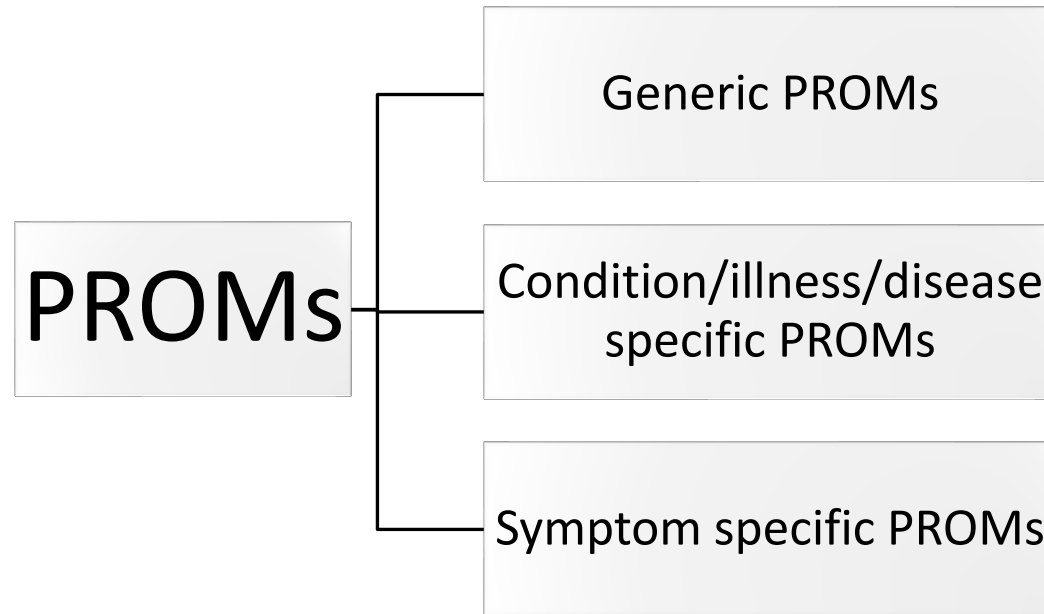 Generic PROMs
PROMs
Condition/illness/disease
specific PROMs
Symptom specific PROMs